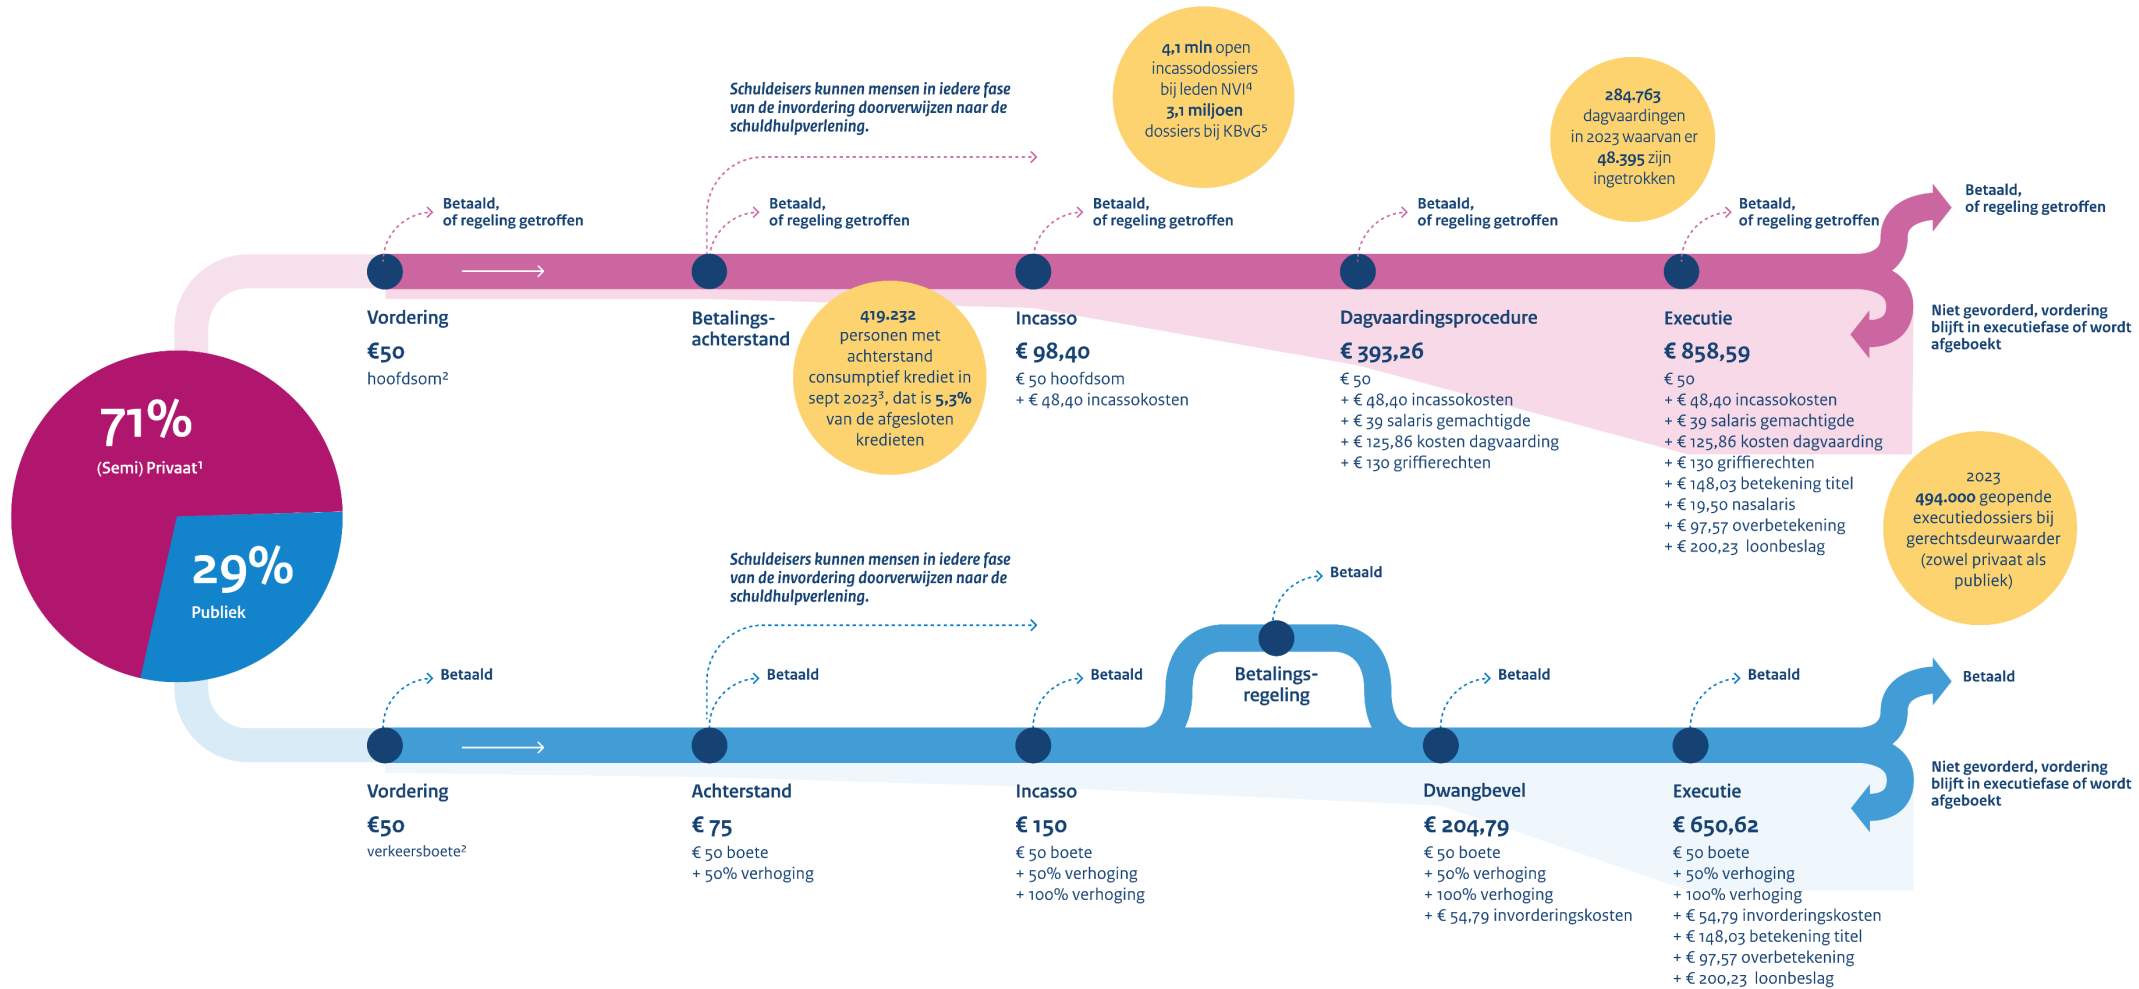 71%
(Semi) Privaat¹
29%
Publiek
Schuldeisers kunnen mensen in iedere fase
van de invordering doorverwijzen naar de
schuldhulpverlening.
4,1 mln open
incassodossiers
bij leden NVI⁴
3,1 miljoen
dossiers bij KBvG⁵
284.763
dagvaardingen
in 2023 waarvan er
48.395 zijn
ingetrokken
Betaald,
of regeling getroffen
Betaald,
of regeling getroffen
Betaald,
of regeling getroffen
Betaald,
of regeling getroffen
Betaald,
of regeling getroffen
Betaald,
of regeling getroffen
Vordering
€50
hoofdsom²
Betalings-
achterstand
419.232
personen met
achterstand
consumptief krediet in
sept 2023³, dat is 5,3%
van de afgesloten
kredieten
Incasso
€ 98,40
€ 50 hoofdsom
+ € 48,40 incassokosten
Dagvaardingsprocedure
€ 393,26
€ 50
+ € 48,40 incassokosten
+ € 39 salaris gemachtigde
+ € 125,86 kosten dagvaarding
+ € 130 griffierechten
Executie
€ 858,59
€ 50
+ € 48,40 incassokosten
+ € 39 salaris gemachtigde
+ € 125,86 kosten dagvaarding
+ € 130 griffierechten
+ € 148,03 betekening titel
+ € 19,50 nasalaris
+ € 97,57 overbetekening
+ € 200,23 loonbeslag
Niet gevorderd, vordering
blijft in executiefase of wordt
afgeboekt
2023
494.000 geopende
executiedossiers bij
gerechtsdeurwaarder
(zowel privaat als
publiek)
Schuldeisers kunnen mensen in iedere fase
van de invordering doorverwijzen naar de
schuldhulpverlening.
Betaald
Betaald
Betaald
Betaald
Betalings-
regeling
Betaald
Betaald
Betaald
Vordering
€50
verkeersboete²
Achterstand
€ 75
€ 50 boete
+ 50% verhoging
Incasso
€ 150
€ 50 boete
+ 50% verhoging
+ 100% verhoging
Dwangbevel
€ 204,79
€ 50 boete
+ 50% verhoging
+ 100% verhoging
+ € 54,79 invorderingskosten
Executie
€ 650,62
€ 50 boete
+ 50% verhoging
+ 100% verhoging
+ € 54,79 invorderingskosten
+ € 148,03 betekening titel
+ € 97,57 overbetekening
+ € 200,23 loonbeslag
Niet gevorderd, vordering
blijft in executiefase of wordt
afgeboekt